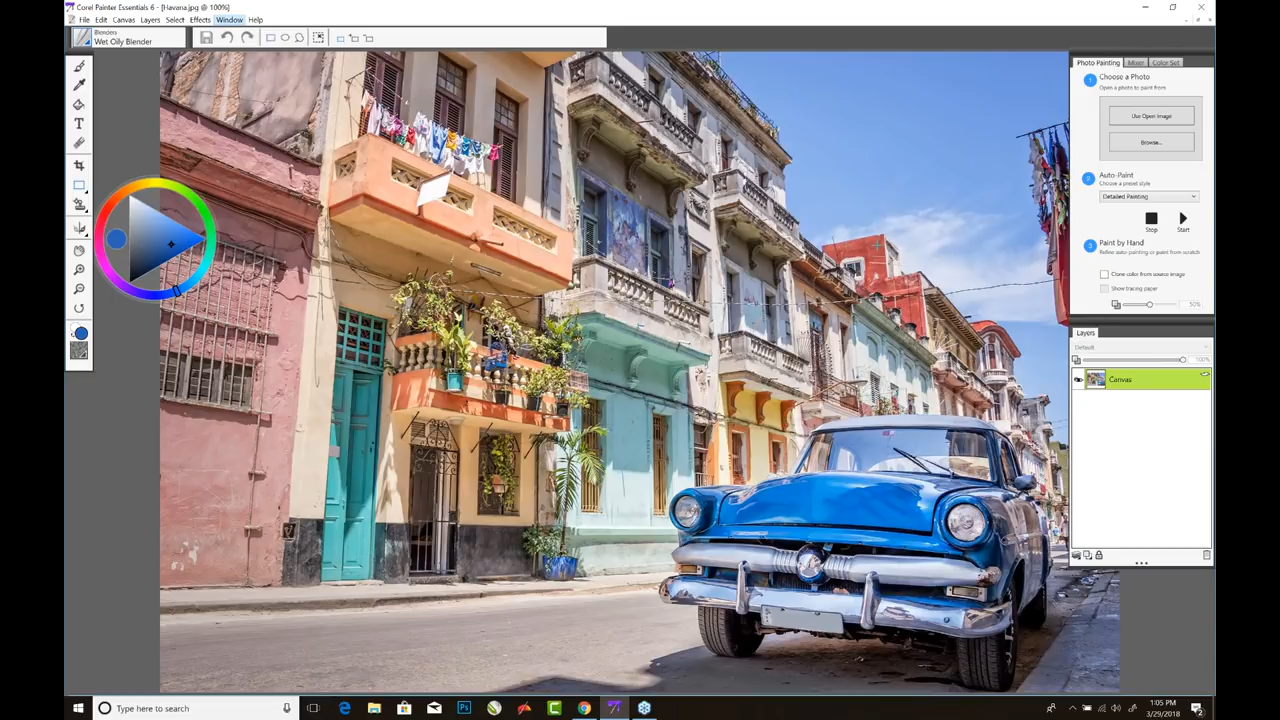 Corel Painter Essentials 6 - [Havana.jpg @ 100%]
File Edit Canvas Layers Select Effects Window Help
Blenders
Wet Oily Blender
Photo Painting Mixer Color Set
1 Choose a Photo
Open a photo to paint from
Use Open Image
Browse...
2 Auto-Paint
Choose a preset style
Detailed Painting
Stop Start
3 Paint by Hand
Refine auto-painting or paint from scratch
Clone color from source image
Show tracing paper
50%
Layers
Default
100%
Canvas
Type here to search
1:05 PM
3/29/2018
2